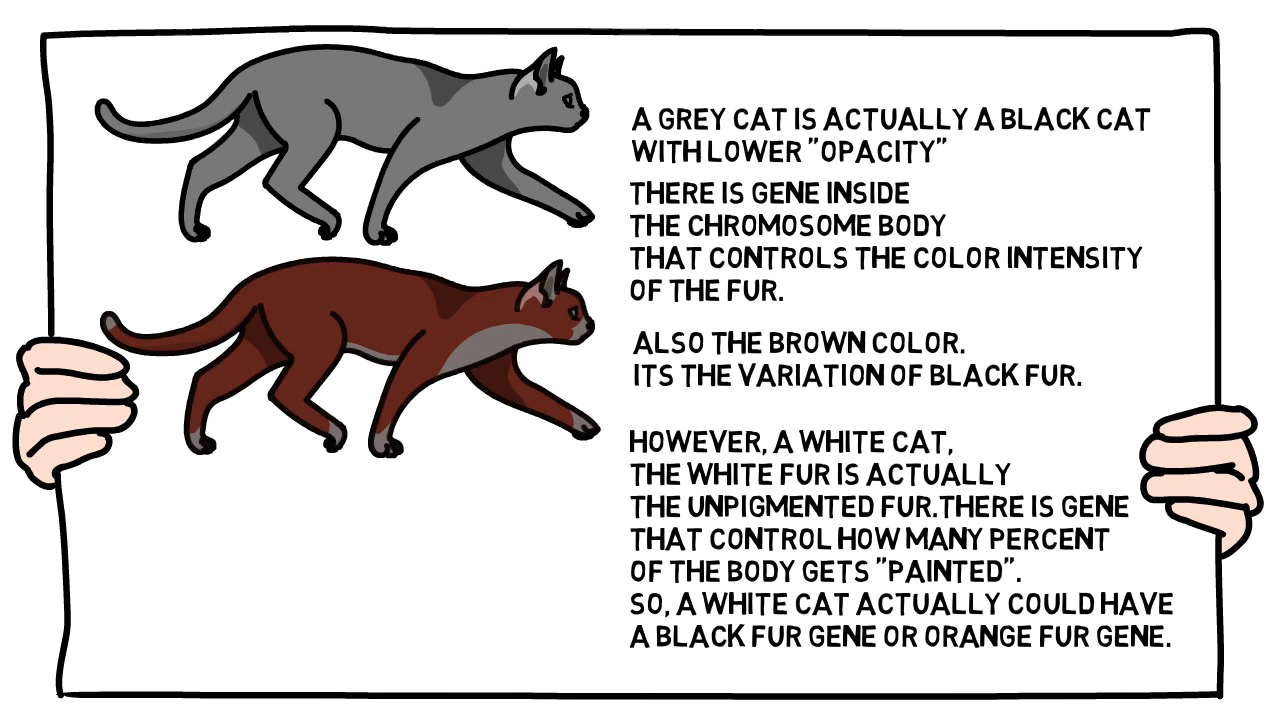 A GREY CAT IS ACTUALLY A BLACK CAT
WITH LOWER "OPACITY"
THERE IS GENE INSIDE
THE CHROMOSOME BODY
THAT CONTROLS THE COLOR INTENSITY
OF THE FUR.
ALSO THE BROWN COLOR.
ITS THE VARIATION OF BLACK FUR.
HOWEVER, A WHITE CAT,
THE WHITE FUR IS ACTUALLY
THE UNPIGMENTED FUR.THERE IS GENE
THAT CONTROL HOW MANY PERCENT
OF THE BODY GETS "PAINTED".
SO, A WHITE CAT ACTUALLY COULD HAVE
A BLACK FUR GENE OR ORANGE FUR GENE.